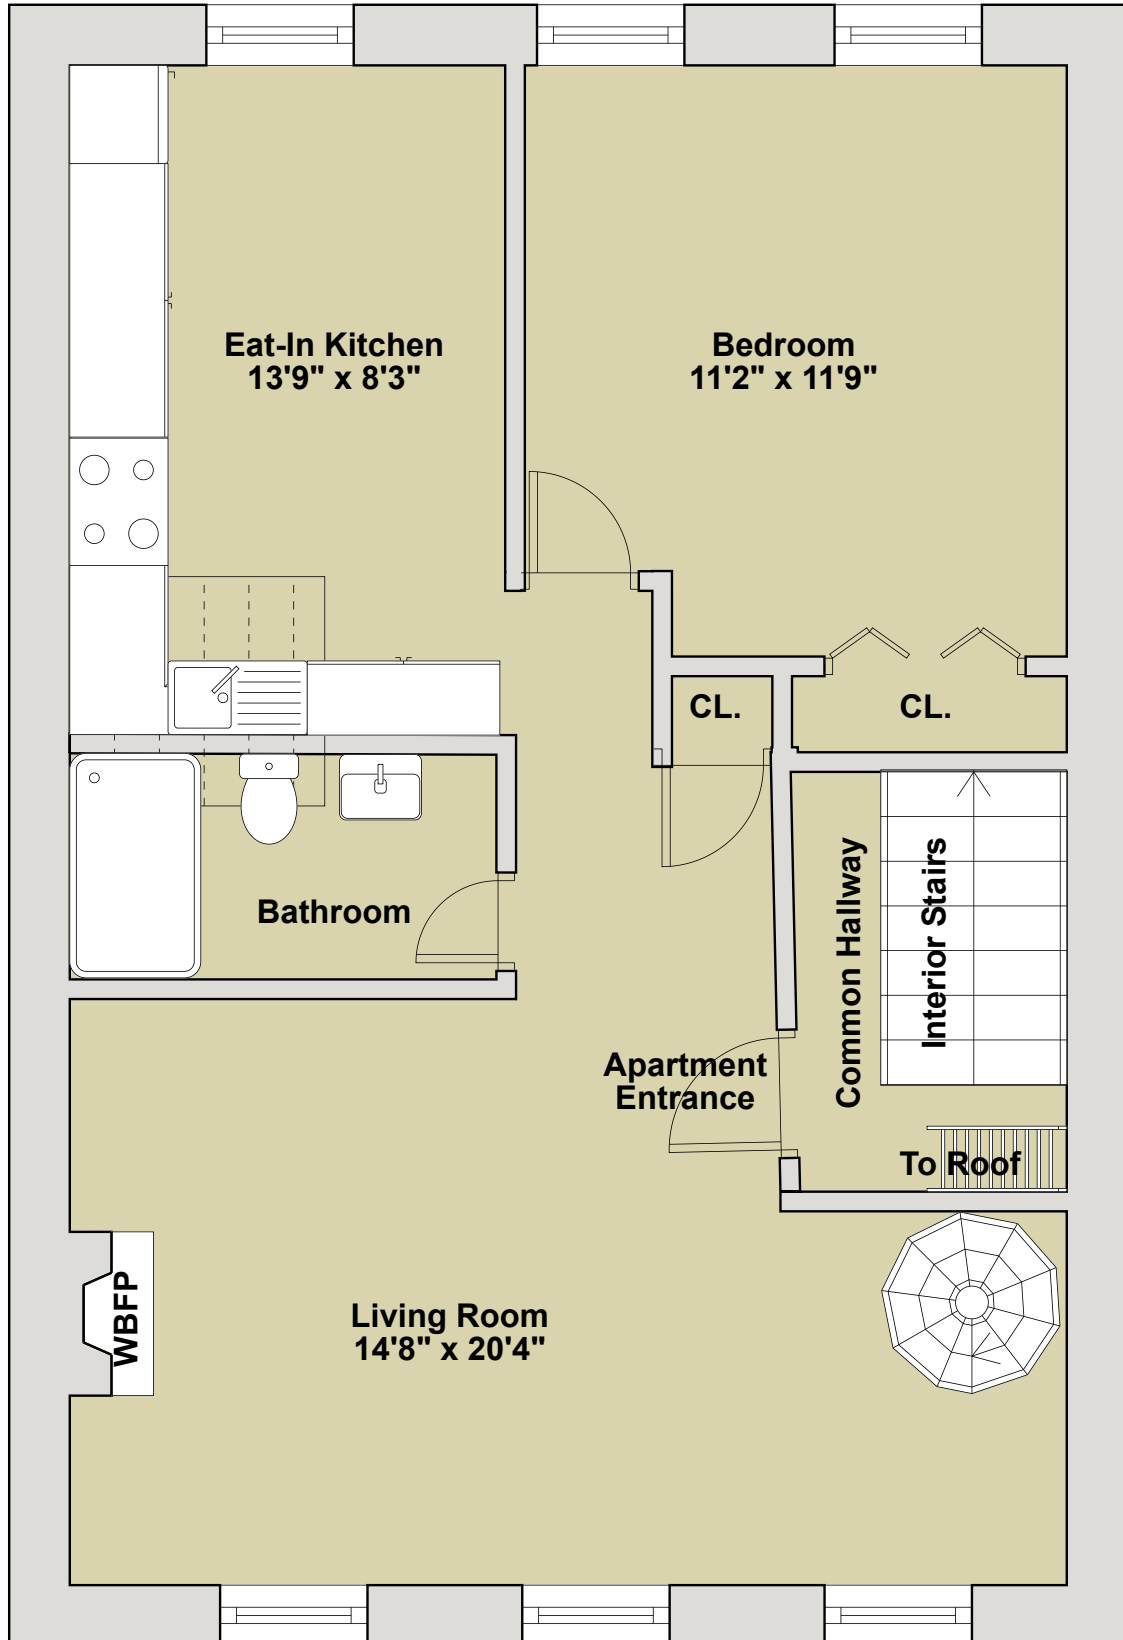 Eat-In Kitchen
13'9" x 8'3"
Bedroom
11'2" x 11'9"
CL.
CL.
Bathroom
Common Hallway
Interior Stairs
Apartment
Entrance
To Roof
WBFP
Living Room
14'8" x 20'4"